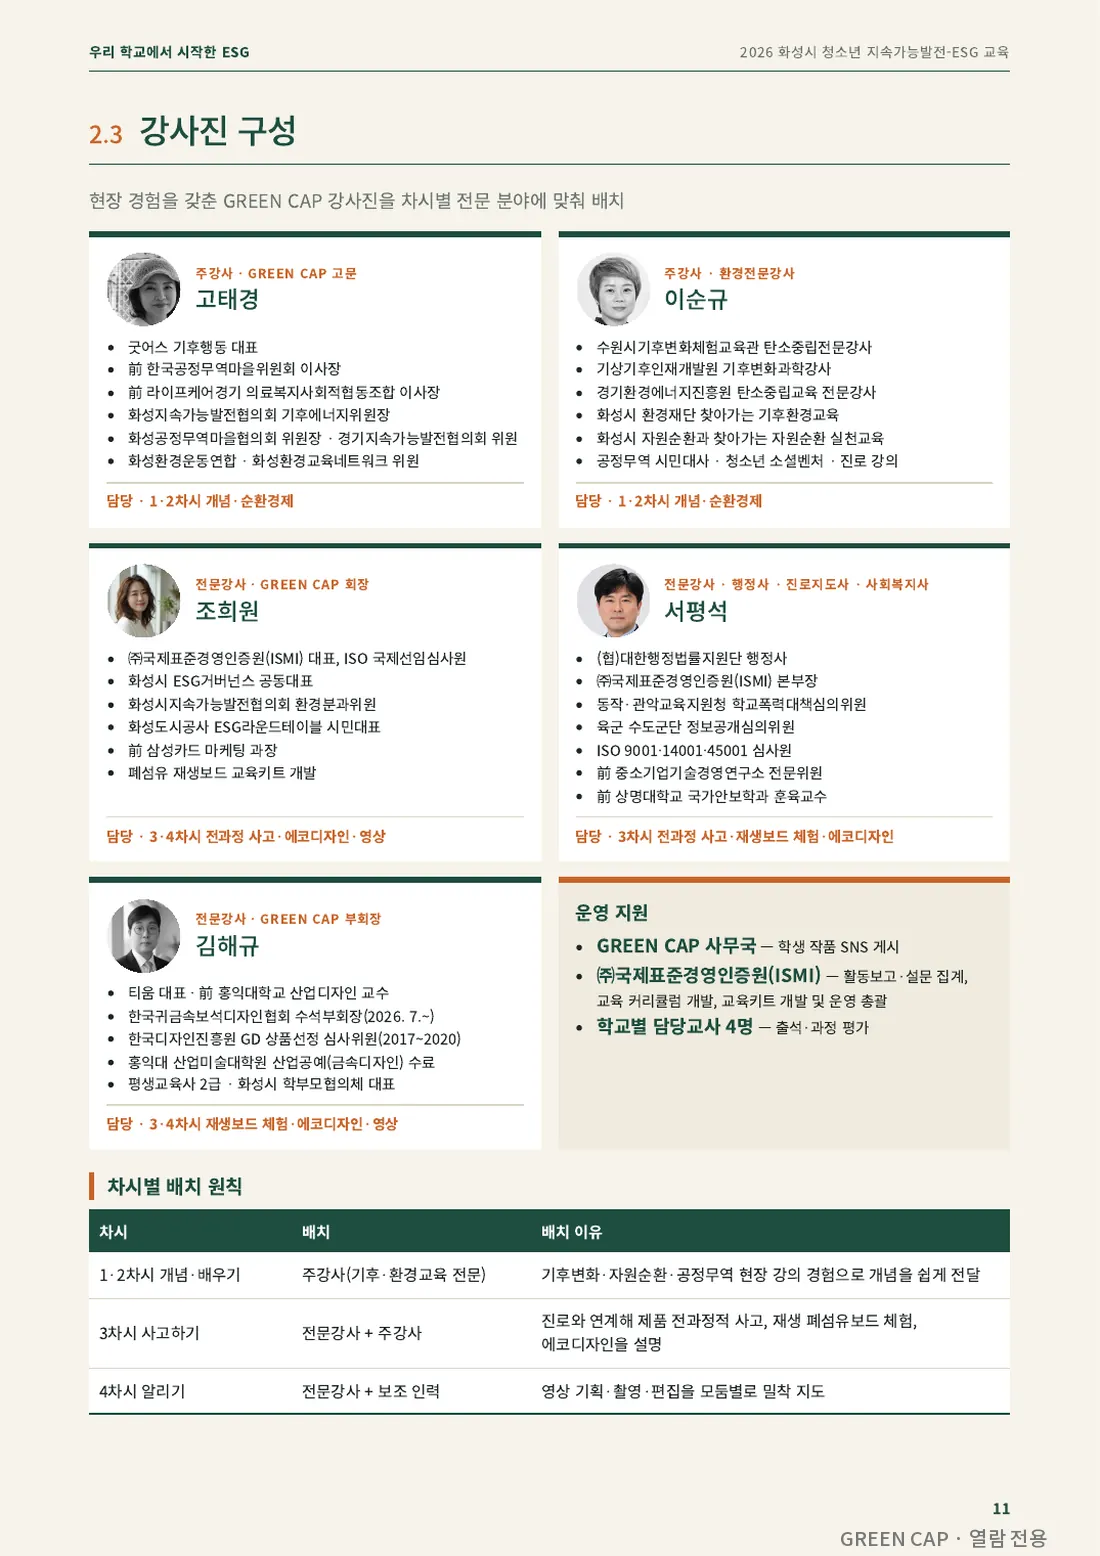 우리 학교에서 시작한 ESG
2026 화성시 청소년 지속가능발전-ESG 교육
2.3 강사진 구성
현장 경험을 갖춘 GREEN CAP 강사진을 차시별 전문 분야에 맞춰 배치
주강사 · GREEN CAP 고문
고태경
• 굿어스 기후행동 대표
• 前 한국공정무역마을위원회 이사장
• 前 라이프케어경기 의료복지사회적협동조합 이사장
• 화성지속가능발전협의회 기후에너지위원장
• 화성공정무역마을협의회 위원장 · 경기지속가능발전협의회 위원
• 화성환경운동연합 · 화성환경교육네트워크 위원
담당 · 1·2차시 개념·순환경제
주강사 · 환경전문강사
이순규
• 수원시기후변화체험교육관 탄소중립전문강사
• 기상기후인재개발원 기후변화과학강사
• 경기환경에너지진흥원 탄소중립교육 전문강사
• 화성시 환경재단 찾아가는 기후환경교육
• 화성시 자원순환과 찾아가는 자원순환 실천교육
• 공정무역 시민대사 · 청소년 소셜벤처 · 진로 강의
담당 · 1·2차시 개념·순환경제
전문강사 · GREEN CAP 회장
조희원
• ㈜국제표준경영인증원(ISMI) 대표, ISO 국제선임심사원
• 화성시 ESG거버넌스 공동대표
• 화성시지속가능발전협의회 환경분과위원
• 화성도시공사 ESG라운드테이블 시민대표
• 前 삼성카드 마케팅 과장
• 폐섬유 재생보드 교육키트 개발
담당 · 3·4차시 전과정 사고·에코디자인·영상
전문강사 · 행정사 · 진로지도사 · 사회복지사
서평석
• (협)대한행정법률지원단 행정사
• ㈜국제표준경영인증원(ISMI) 본부장
• 동작·관악교육지원청 학교폭력대책심의위원
• 육군 수도군단 정보공개심의위원
• ISO 9001·14001·45001 심사원
• 前 중소기업기술경영연구소 전문위원
• 前 상명대학교 국가안보학과 훈육교수
담당 · 3차시 전과정 사고·재생보드 체험·에코디자인
전문강사 · GREEN CAP 부회장
김해규
• 티움 대표 · 前 홍익대학교 산업디자인 교수
• 한국귀금속보석디자인협회 수석부회장(2026. 7.~)
• 한국디자인진흥원 GD 상품선정 심사위원(2017~2020)
• 홍익대 산업미술대학원 산업공예(금속디자인) 수료
• 평생교육사 2급 · 화성시 학부모협의체 대표
담당 · 3·4차시 재생보드 체험·에코디자인·영상
운영 지원
• GREEN CAP 사무국 — 학생 작품 SNS 게시
• ㈜국제표준경영인증원(ISMI) — 활동보고·설문 집계,
교육 커리큘럼 개발, 교육키트 개발 및 운영 총괄
• 학교별 담당교사 4명 — 출석·과정 평가
차시별 배치 원칙
차시 배치 배치 이유
1·2차시 개념·배우기 주강사(기후·환경교육 전문) 기후변화·자원순환·공정무역 현장 강의 경험으로 개념을 쉽게 전달
3차시 사고하기 전문강사 + 주강사 진로와 연계해 제품 전과정적 사고, 재생 폐섬유보드 체험,
에코디자인을 설명
4차시 알리기 전문강사 + 보조 인력 영상 기획·촬영·편집을 모둠별로 밀착 지도
11
GREEN CAP · 열람전용